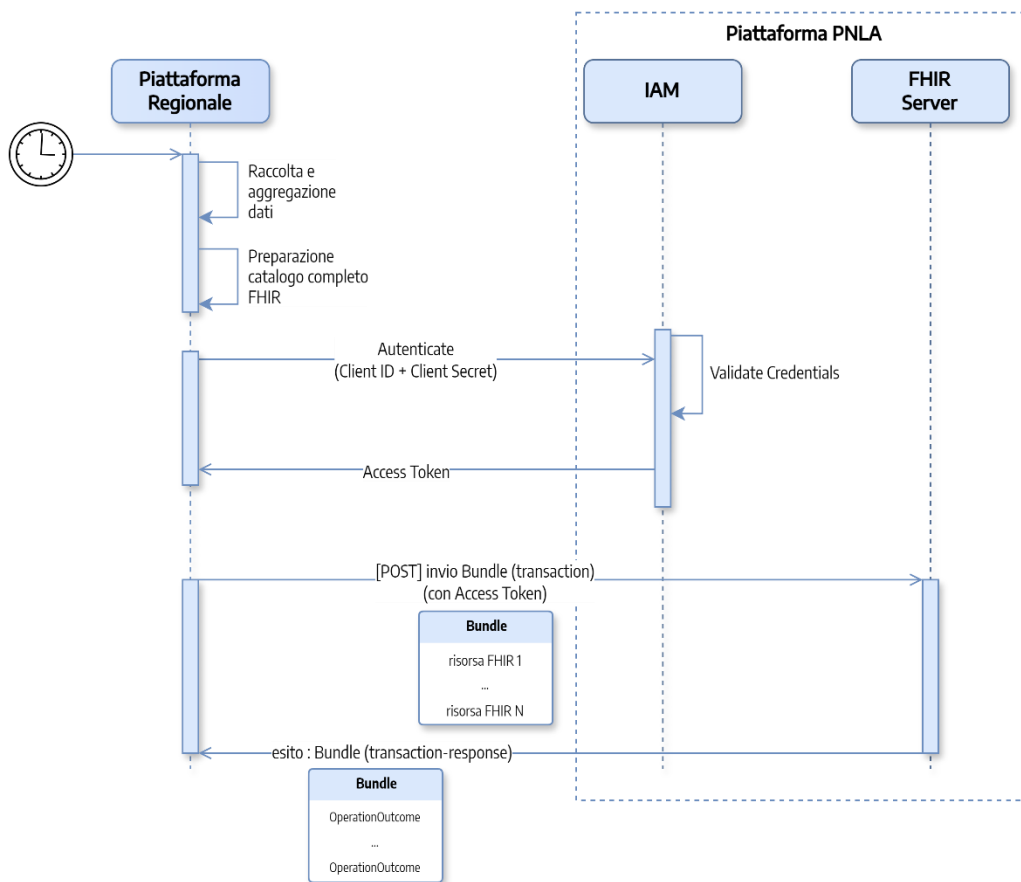 Piattaforma PNLA
Piattaforma
Regionale
IAM
FHIR
Server
Raccolta e
aggregazione
dati
Preparazione
catalogo completo
FHIR
Autenticate
(Client ID + Client Secret)
Validate Credentials
Access Token
[POST] invio Bundle (transaction)
(con Access Token)
Bundle
risorsa FHIR 1
...
risorsa FHIR N
esito : Bundle (transaction-response)
Bundle
OperationOutcome
...
OperationOutcome